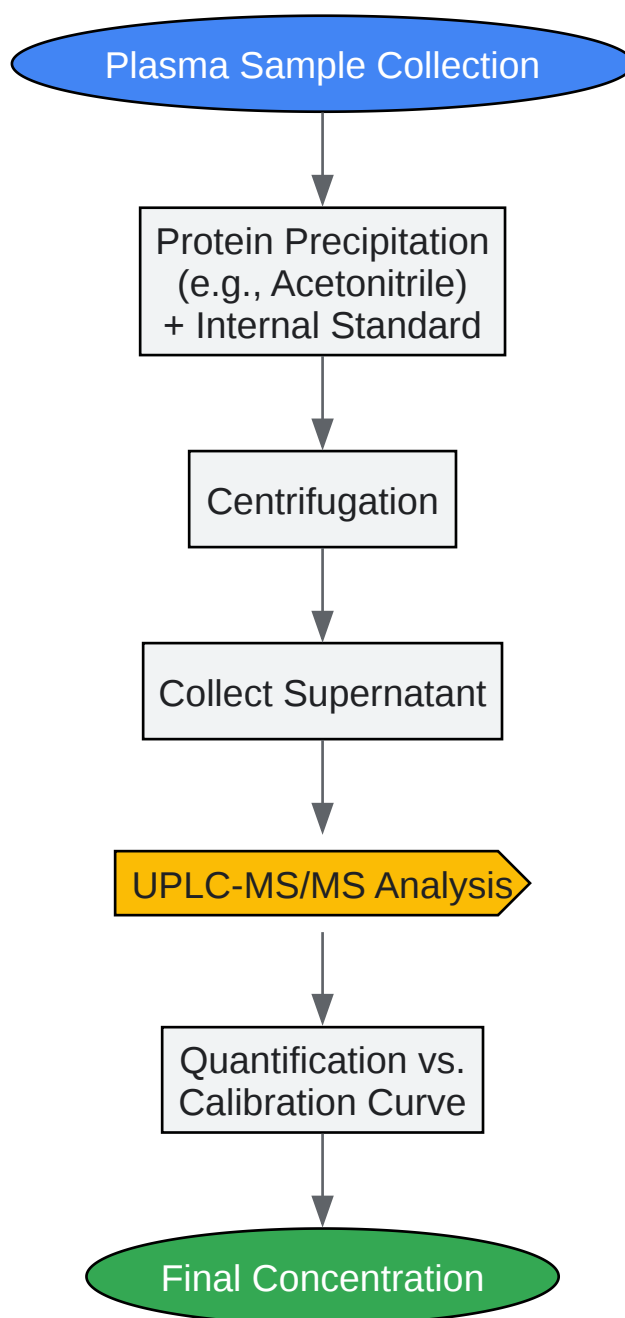 Plasma Sample Collection
Protein Precipitation
(e.g., Acetonitrile)
+ Internal Standard
Centrifugation
Collect Supernatant
UPLC-MS/MS Analysis
Quantification vs.
Calibration Curve
Final Concentration